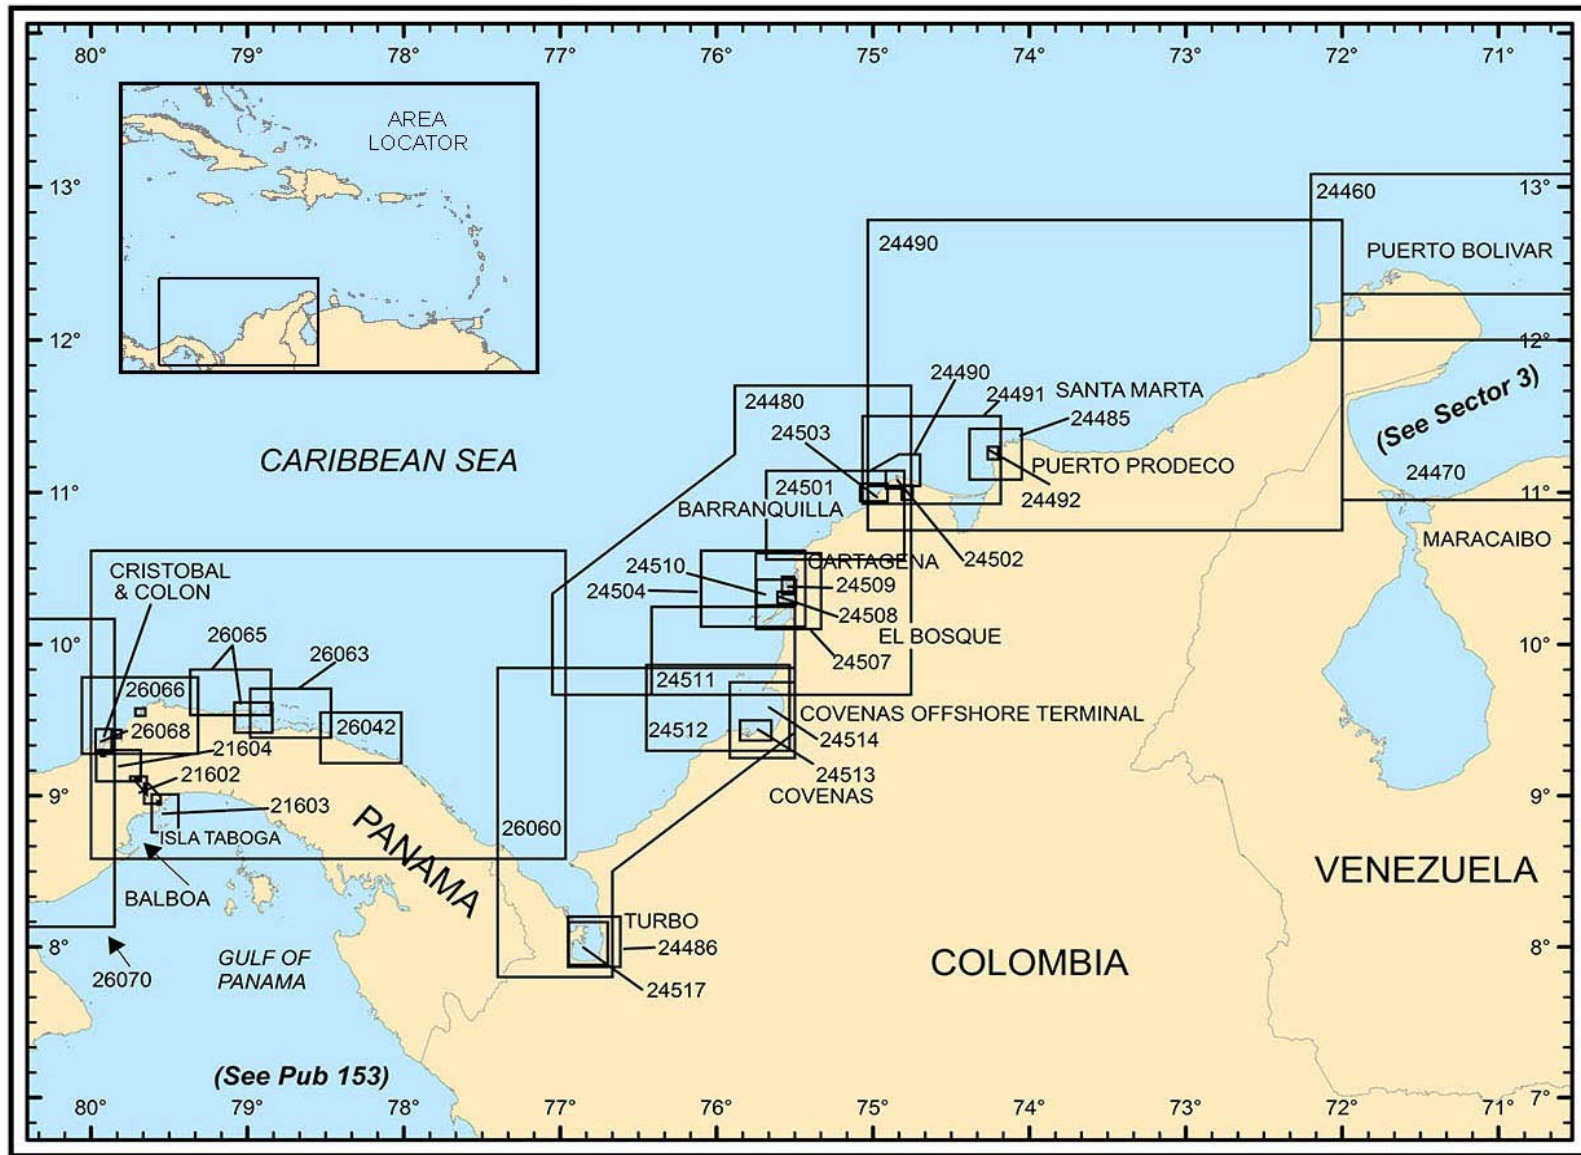 80° 79° 78° 77° 76° 75° 74° 73° 72° 71°
AREA
LOCATOR
13°
13°
24460
24490
PUERTO BOLIVAR
12°
12°
24490
24480
24491
SANTA MARTA
24485
(See Sector 3)
24503
CARIBBEAN SEA
PUERTO PRODECO
24470
11°
24501
24492
11°
BARRANQUILLA
MARACAIBO
CARTAGENA
24502
CRISTOBAL
& COLON
24510
24504
24509
24508
EL BOSQUE
10°
26065
26063
24507
10°
26066
24511
26042
24512
COVENAS OFFSHORE TERMINAL
26068
24514
21604
21602
24513
9°
COVENAS
9°
21603
26060
ISLA TABOGA
PANAMA
VENEZUELA
BALBOA
TURBO
8°
24486
8°
GULF OF
PANAMA
COLOMBIA
26070
24517
(See Pub 153)
7°
80° 79° 78° 77° 76° 75° 74° 73° 72° 71°